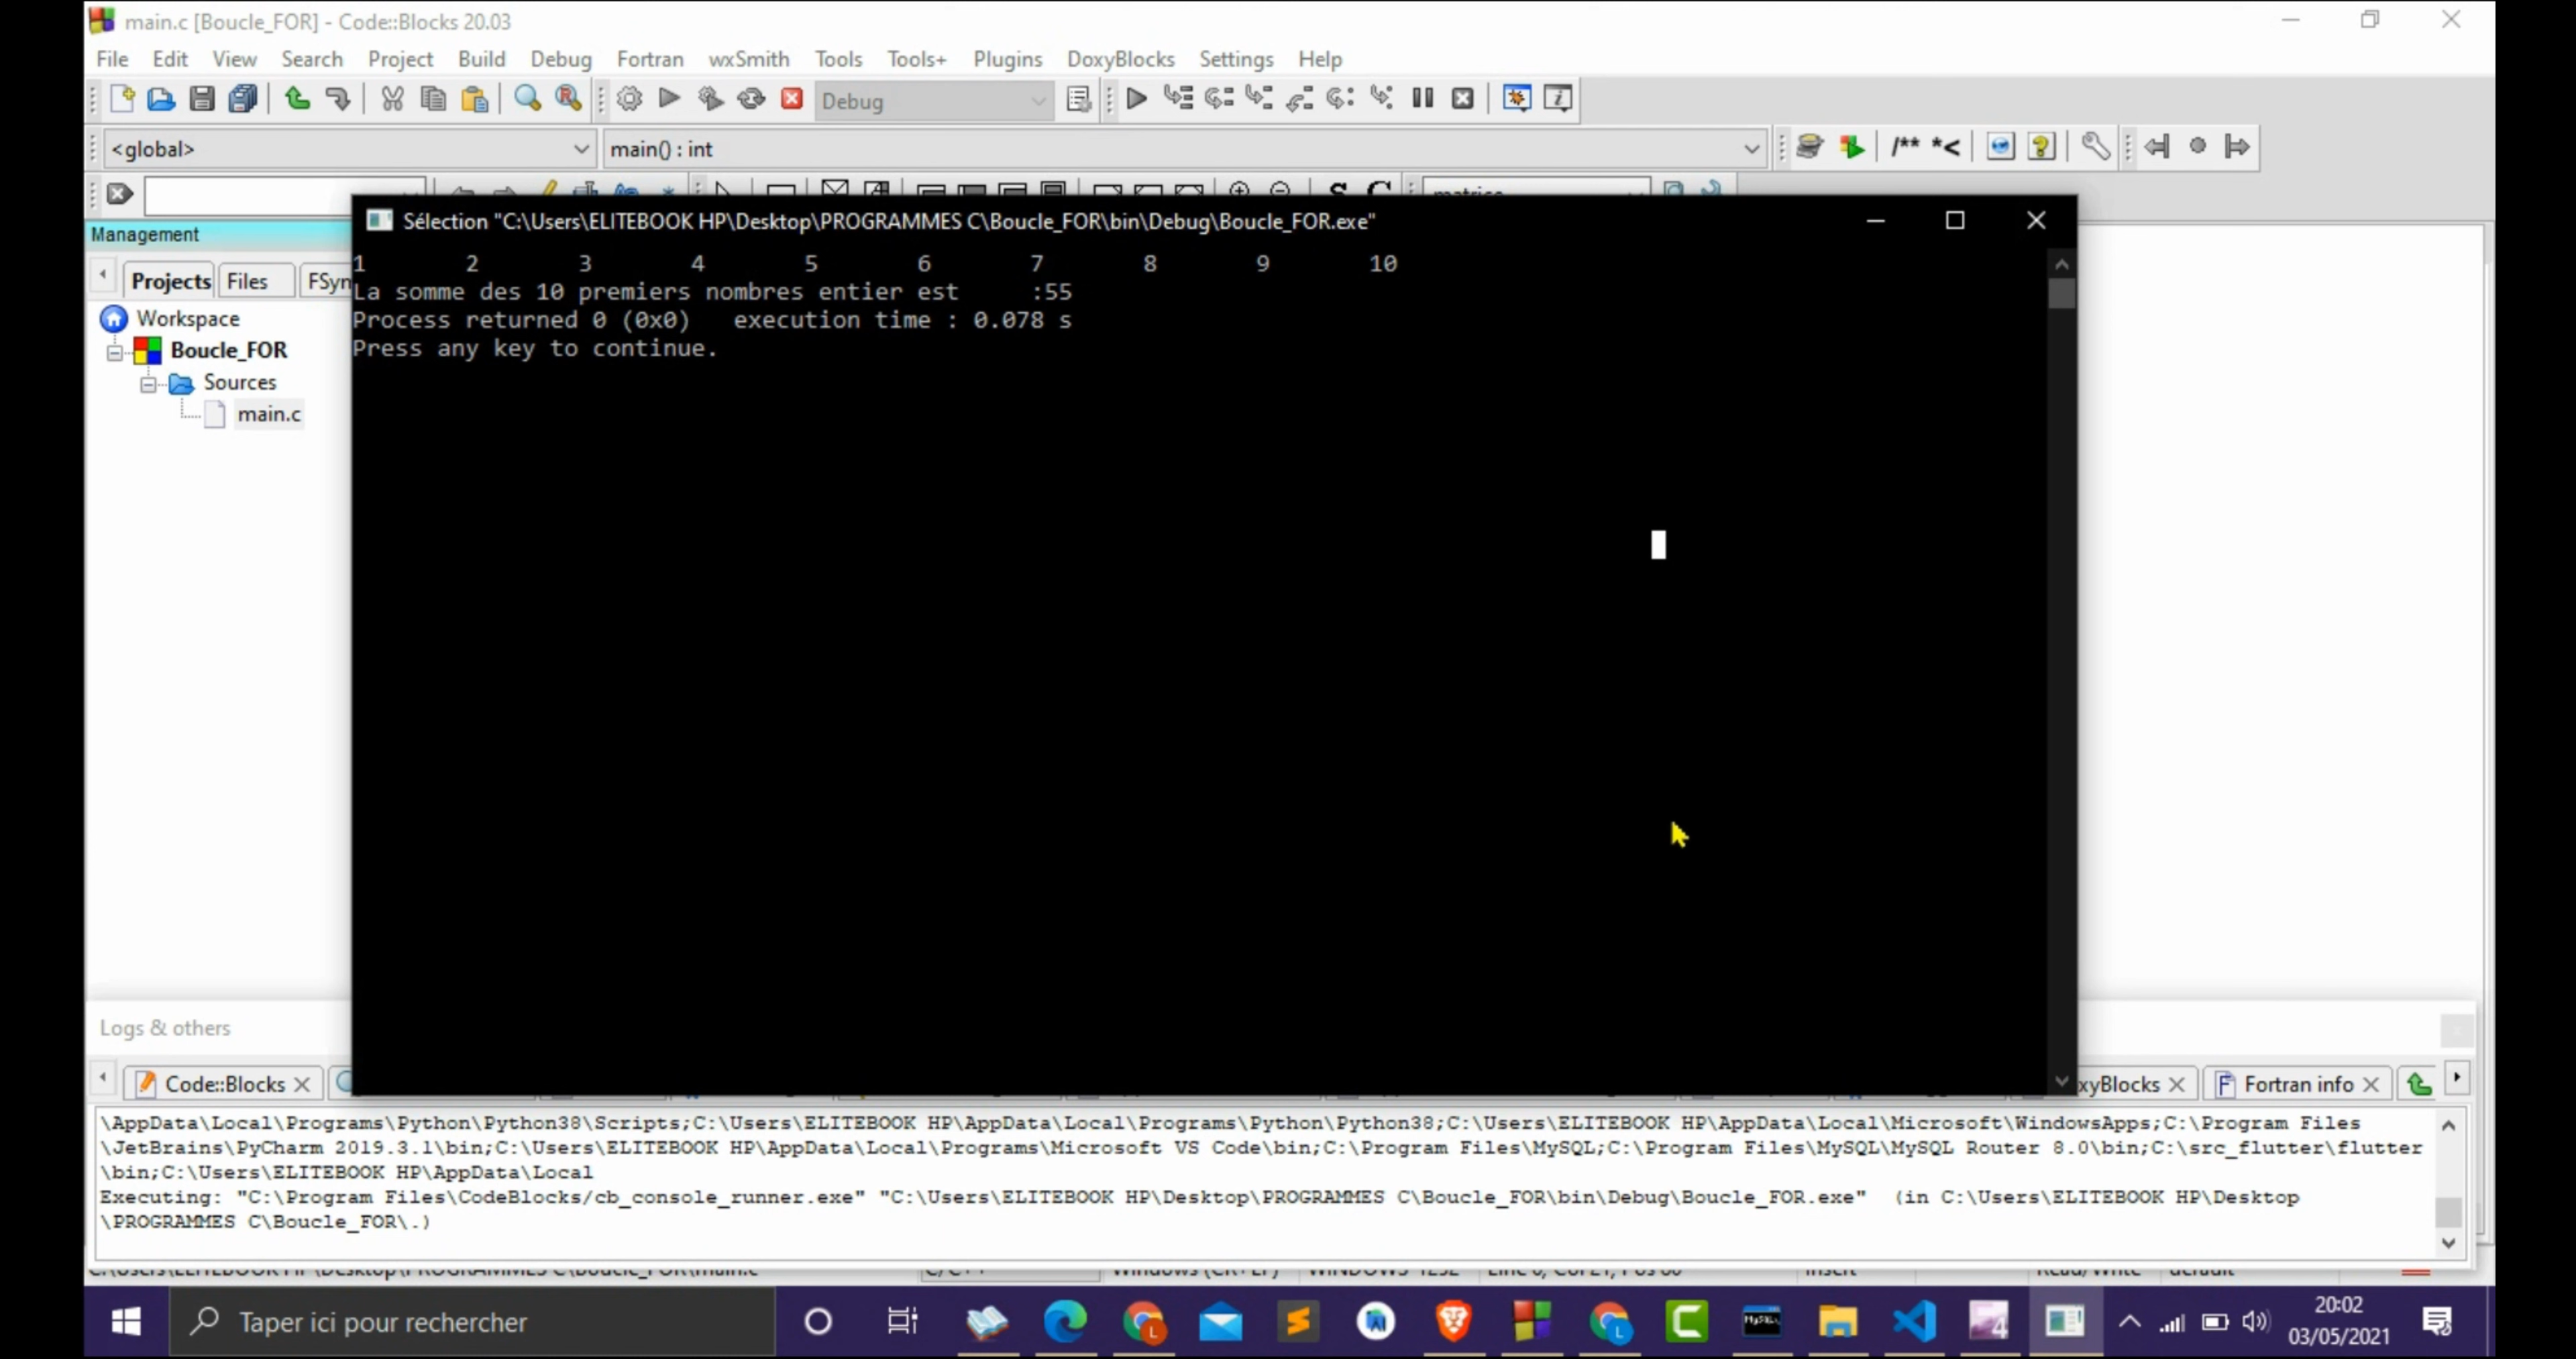 main.c [Boucle_FOR] - Code::Blocks 20.03
File Edit View Search Project Build Debug Fortran wxSmith Tools Tools+ Plugins DoxyBlocks Settings Help
Debug
<global> main() : int /** *<
Sélection "C:\Users\ELITEBOOK HP\Desktop\PROGRAMMES C\Boucle_FOR\bin\Debug\Boucle_FOR.exe"
Management
Projects Files FSyn
Workspace
Boucle_FOR
Sources
main.c
1 2 3 4 5 6 7 8 9 10
La somme des 10 premiers nombres entier est :55
Process returned 0 (0x0) execution time : 0.078 s
Press any key to continue.
Logs & others
Code::Blocks xyBlocks Fortran info
\AppData\Local\Programs\Python\Python38\Scripts;C:\Users\ELITEBOOK HP\AppData\Local\Programs\Python\Python38;C:\Users\ELITEBOOK HP\AppData\Local\Microsoft\WindowsApps;C:\Program Files
\JetBrains\PyCharm 2019.3.1\bin;C:\Users\ELITEBOOK HP\AppData\Local\Programs\Microsoft VS Code\bin;C:\Program Files\MySQL;C:\Program Files\MySQL\MySQL Router 8.0\bin;C:\src_flutter\flutter
\bin;C:\Users\ELITEBOOK HP\AppData\Local
Executing: "C:\Program Files\CodeBlocks/cb_console_runner.exe" "C:\Users\ELITEBOOK HP\Desktop\PROGRAMMES C\Boucle_FOR\bin\Debug\Boucle_FOR.exe" (in C:\Users\ELITEBOOK HP\Desktop
\PROGRAMMES C\Boucle_FOR\.)
Taper ici pour rechercher
20:02
03/05/2021